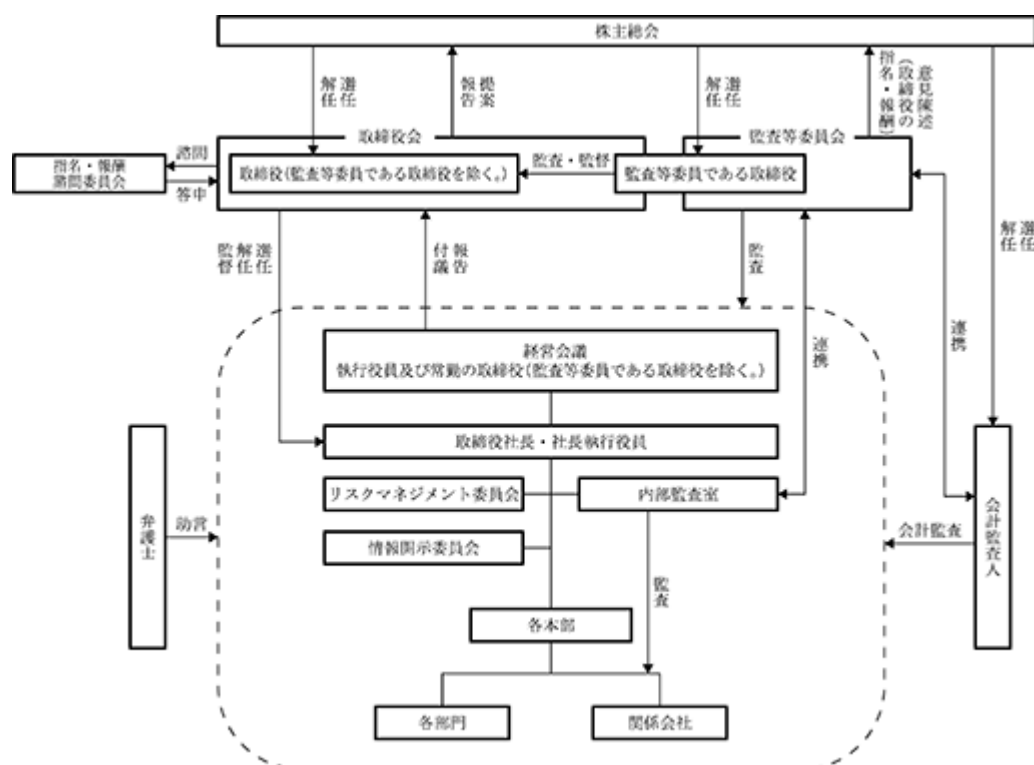 株主総会
選任
解任
提案
報告
選任
解任
意見陳述
(取締役の
指名・報酬)
取締役会
監査等委員会
指名・報酬
諮問委員会
諮問
答申
取締役(監査等委員である取締役を除く。)
監査・監督
監査等委員である取締役
選任
解任
選任
解任
監督
報告
付議
監査
連携
連携
経営会議
執行役員及び常勤の取締役(監査等委員である取締役を除く。)
取締役社長・社長執行役員
リスクマネジメント委員会
内部監査室
情報開示委員会
弁護士
助言
会計監査
会計監査人
監査
各本部
各部門
関係会社